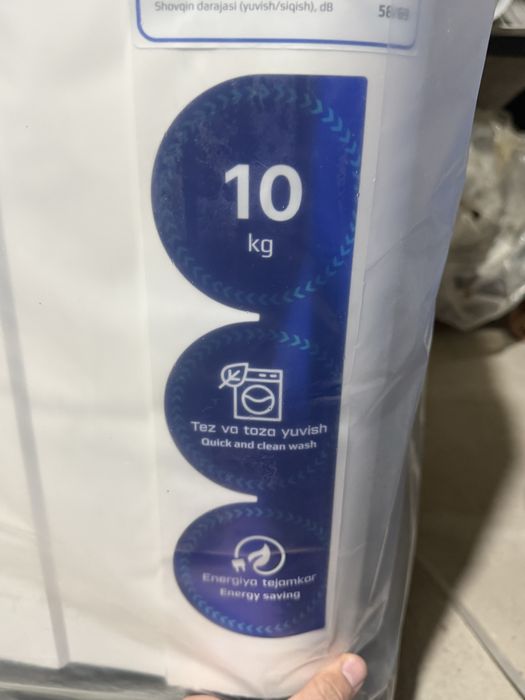 Shovqin darajasi (yuvish/siqish), dB
10
kg
Tez va toza yuvish
Quick and clean wash
Energiya tejamkor
Energy saving